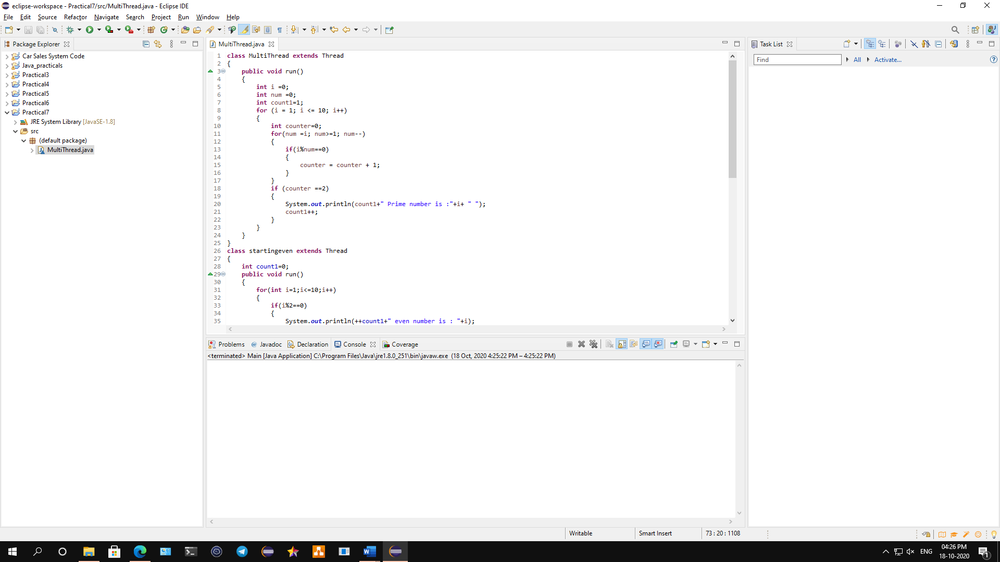 eclipse-workspace - Practical7/src/MultiThread.java - Eclipse IDE
File Edit Source Refactor Navigate Search Project Run Window Help
Package Explorer
Car Sales System Code
Java_practicals
Practical3
Practical4
Practical5
Practical6
Practical7
JRE System Library [JavaSE-1.8]
src
(default package)
MultiThread.java
MultiThread.java
1 class MultiThread extends Thread
2 {
3 public void run()
4 {
5 int i =0;
6 int num =0;
7 int count1=1;
8 for (i = 1; i <= 10; i++)
9 {
10 int counter=0;
11 for(num =i; num>=1; num--)
12 {
13 if(i%num==0)
14 {
15 counter = counter + 1;
16 }
17 }
18 if (counter ==2)
19 {
20 System.out.println(count1+" Prime number is :"+i+ " ");
21 count1++;
22 }
23 }
24 }
25 }
26 class startingeven extends Thread
27 {
28 int count1=0;
29 public void run()
30 {
31 for(int i=1;i<=10;i++)
32 {
33 if(i%2==0)
34 {
35 System.out.println(++count1+" even number is : "+i);
Problems Javadoc Declaration Console Coverage
<terminated> Main [Java Application] C:\Program Files\Java\jre1.8.0_251\bin\javaw.exe (18 Oct, 2020 4:25:22 PM – 4:25:22 PM)
Task List
Find All Activate...
Writable Smart Insert 73 : 20 : 1108
ENG 04:26 PM
18-10-2020
1